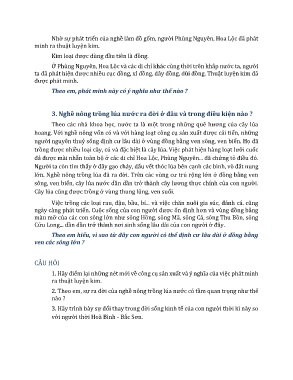 Nhờ sự phát triển của nghề làm đồ gốm, người Phùng Nguyên, Hoa Lộc đã phát
minh ra thuật luyện kim.
Kim loại được dùng đầu tiên là đồng.
Ở Phùng Nguyên, Hoa Lộc và các di chỉ khác cùng thời trên khắp nước ta, người
ta đã phát hiện được nhiều cục đồng, xỉ đồng, dây đồng, dùi đồng. Thuật luyện kim đã
được phát minh.
Theo em, phát minh này có ý nghĩa như thế nào ?
3. Nghề nông trồng lúa nước ra đời ở đâu và trong điều kiện nào ?
Theo các nhà khoa học, nước ta là một trong những quê hương của cây lúa
hoang. Với nghề nông vốn có và với hàng loạt công cụ sản xuất được cải tiến, những
người nguyên thuỷ sống định cư lâu dài ở vùng đồng bằng ven sông, ven biển. Họ đã
trồng được nhiều loại cây, củ và đặc biệt là cây lúa. Việc phát hiện hàng loạt lưỡi cuốc
đá được mài nhẵn toàn bộ ở các di chỉ Hoa Lộc, Phùng Nguyên... đã chứng tỏ điều đó.
Người ta còn tìm thấy ở đây gạo cháy, dấu vết thóc lúa bên cạnh các bình, vò đất nung
lớn. Nghề nông trồng lúa đã ra đời. Trên các vùng cư trú rộng lớn ở đồng bằng ven
sông, ven biển, cây lúa nước dần dần trở thành cây lương thực chính của con người.
Cây lúa cũng được trồng ở vùng thung lũng, ven suối.
Việc trồng các loại rau, đậu, bầu, bí... và việc chăn nuôi gia súc, đánh cá. cũng
ngày càng phát triển. Cuộc sống của con người được ổn định hơn và vùng đồng bằng
màu mỡ của các con sông lớn như sông Hồng, sông Mã, sông Cả, sông Thu Bồn, sông
Cửu Long,.. dần dần trở thành nơi sinh sống lâu dài của con người ở đây.
Theo em hiểu, vì sao từ đây con người có thể định cư lâu dài ở đồng bằng
ven các sông lớn ?
CÂU HỎI
1. Hãy điểm lại những nét mới về công cụ sản xuất và ý nghĩa của việc phát minh
ra thuật luyện kim.
2. Theo em, sự ra đời của nghề nông trồng lúa nước có tầm quan trọng như thế
nào ?
3. Hãy trình bày sự đổi thay trong đời sống kinh tế của con người thời kì này so
với người thời Hoà Bình - Bắc Sơn.